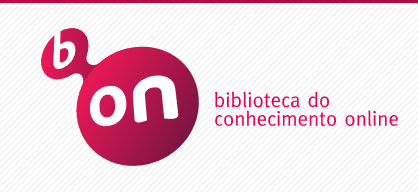 b
on
biblioteca do
conhecimento online